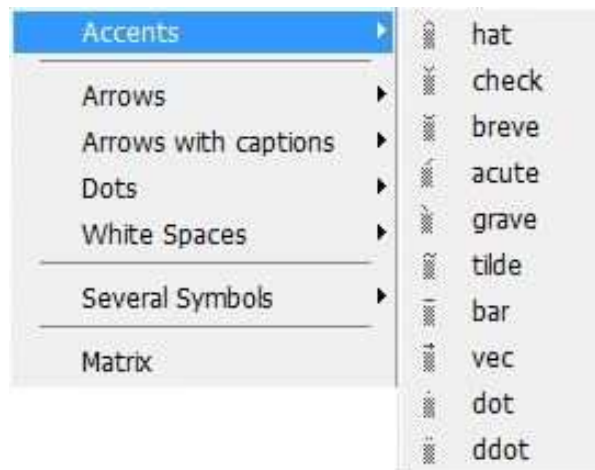 Accents
Arrows
Arrows with captions
Dots
White Spaces
Several Symbols
Matrix
hat
check
breve
acute
grave
tilde
bar
vec
dot
ddot